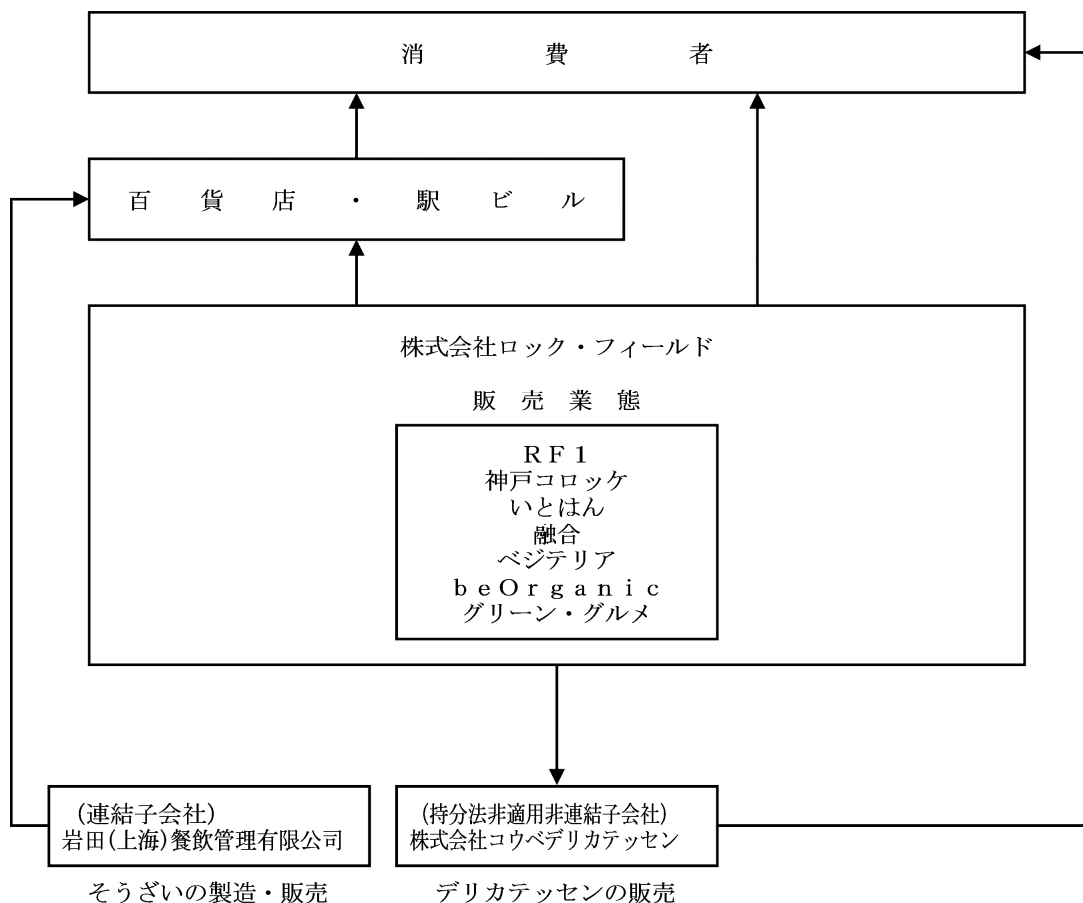 消費者
百貨店・駅ビル
株式会社ロック・フィールド
販売業態
ＲＦ１
神戸コロッケ
いとはん
融合
ベジテリア
ｂｅＯｒｇａｎｉｃ
グリーン・グルメ
(連結子会社)
岩田(上海)餐飲管理有限公司
そうざいの製造・販売
(持分法非適用非連結子会社)
株式会社コウベデリカテッセン
デリカテッセンの販売